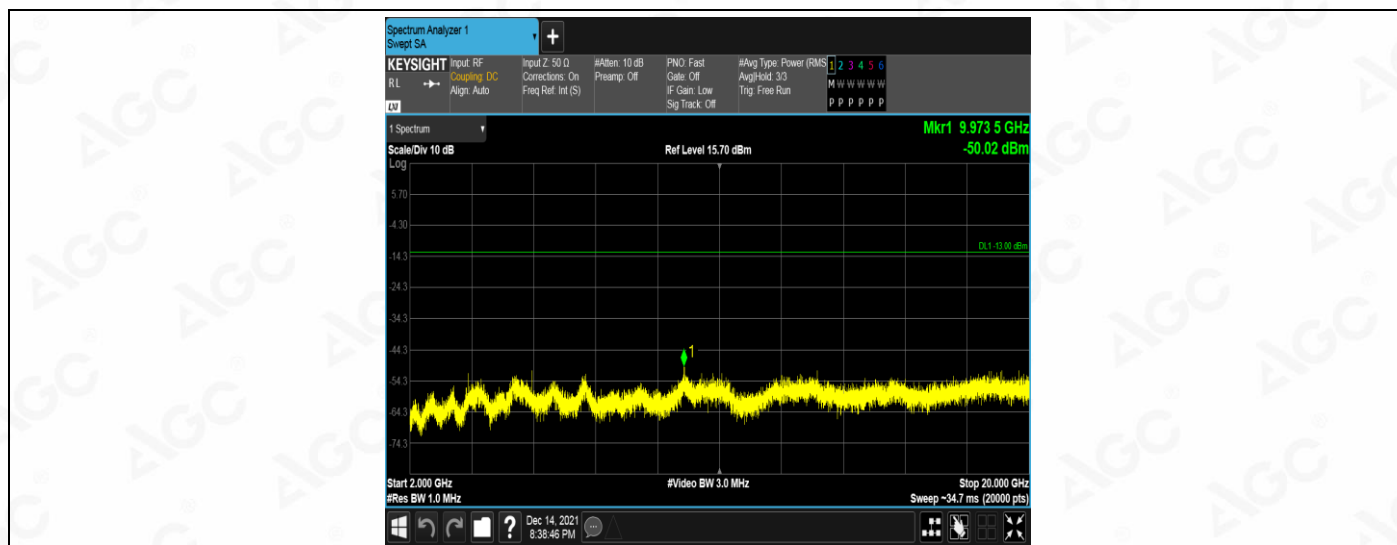 Spectrum Analyzer 1
Swept SA
KEYSIGHT Input: RF Input Z: 50 Ω #Atten: 10 dB PNO: Fast #Avg Type: Power (RMS 1 2 3 4 5 6
RL Coupling: DC Corrections: On Preamp: Off Gate: Off Avg|Hold: 3/3 M W W W W W
Align: Auto Freq Ref: Int (S) IF Gain: Low Trig: Free Run
Sig Track: Off P P P P P P
LXI
1 Spectrum Mkr1 9.973 5 GHz
Scale/Div 10 dB Ref Level 15.70 dBm -50.02 dBm
Log
5.70
-4.30
DL1 -13.00 dBm
-14.3
-24.3
-34.3
-44.3
1
-54.3
-64.3
-74.3
Start 2.000 GHz #Video BW 3.0 MHz Stop 20.000 GHz
#Res BW 1.0 MHz Sweep ~34.7 ms (20000 pts)
Dec 14, 2021
8:38:46 PM
AGC